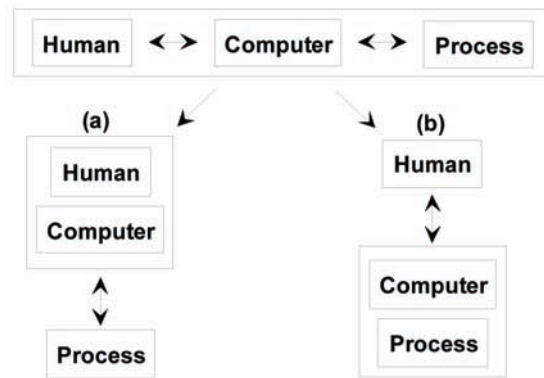 Human Computer Process
(a)
Human
Computer
Process
(b)
Human
Computer
Process